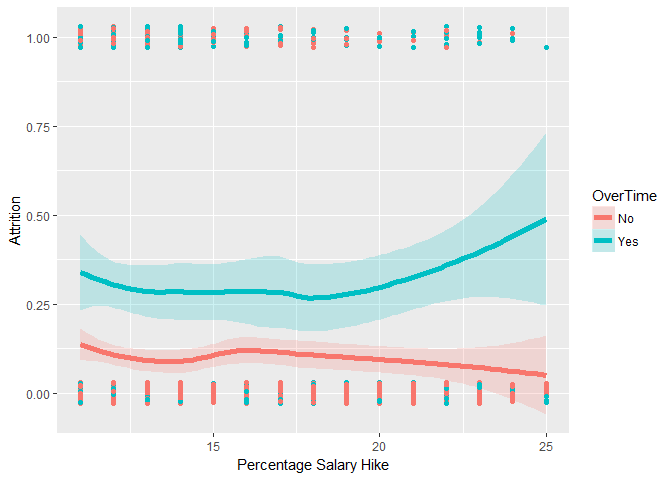 1.00
0.75
0.50
0.25
0.00
Attrition
15
20
25
Percentage Salary Hike
OverTime
No
Yes